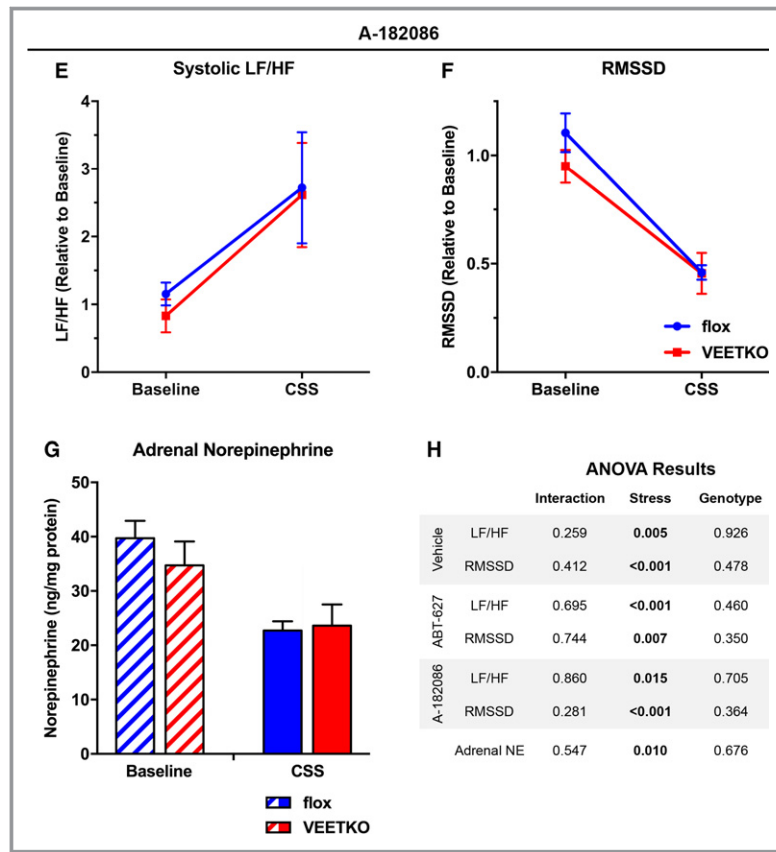 A-182086
E
Systolic LF/HF
LF/HF (Relative to Baseline)
4
3
2
1
0
Baseline
CSS
F
RMSSD
RMSSD (Relative to Baseline)
1.0
0.5
0
Baseline
CSS
flox
VEETKO
G
Adrenal Norepinephrine
Norepinephrine (ng/mg protein)
50
40
30
20
10
0
Baseline
CSS
flox
VEETKO
H
ANOVA Results
Interaction Stress Genotype
Vehicle
LF/HF 0.259 0.005 0.926
RMSSD 0.412 <0.001 0.478
ABT-627
LF/HF 0.695 <0.001 0.460
RMSSD 0.744 0.007 0.350
A-182086
LF/HF 0.860 0.015 0.705
RMSSD 0.281 <0.001 0.364
Adrenal NE 0.547 0.010 0.676